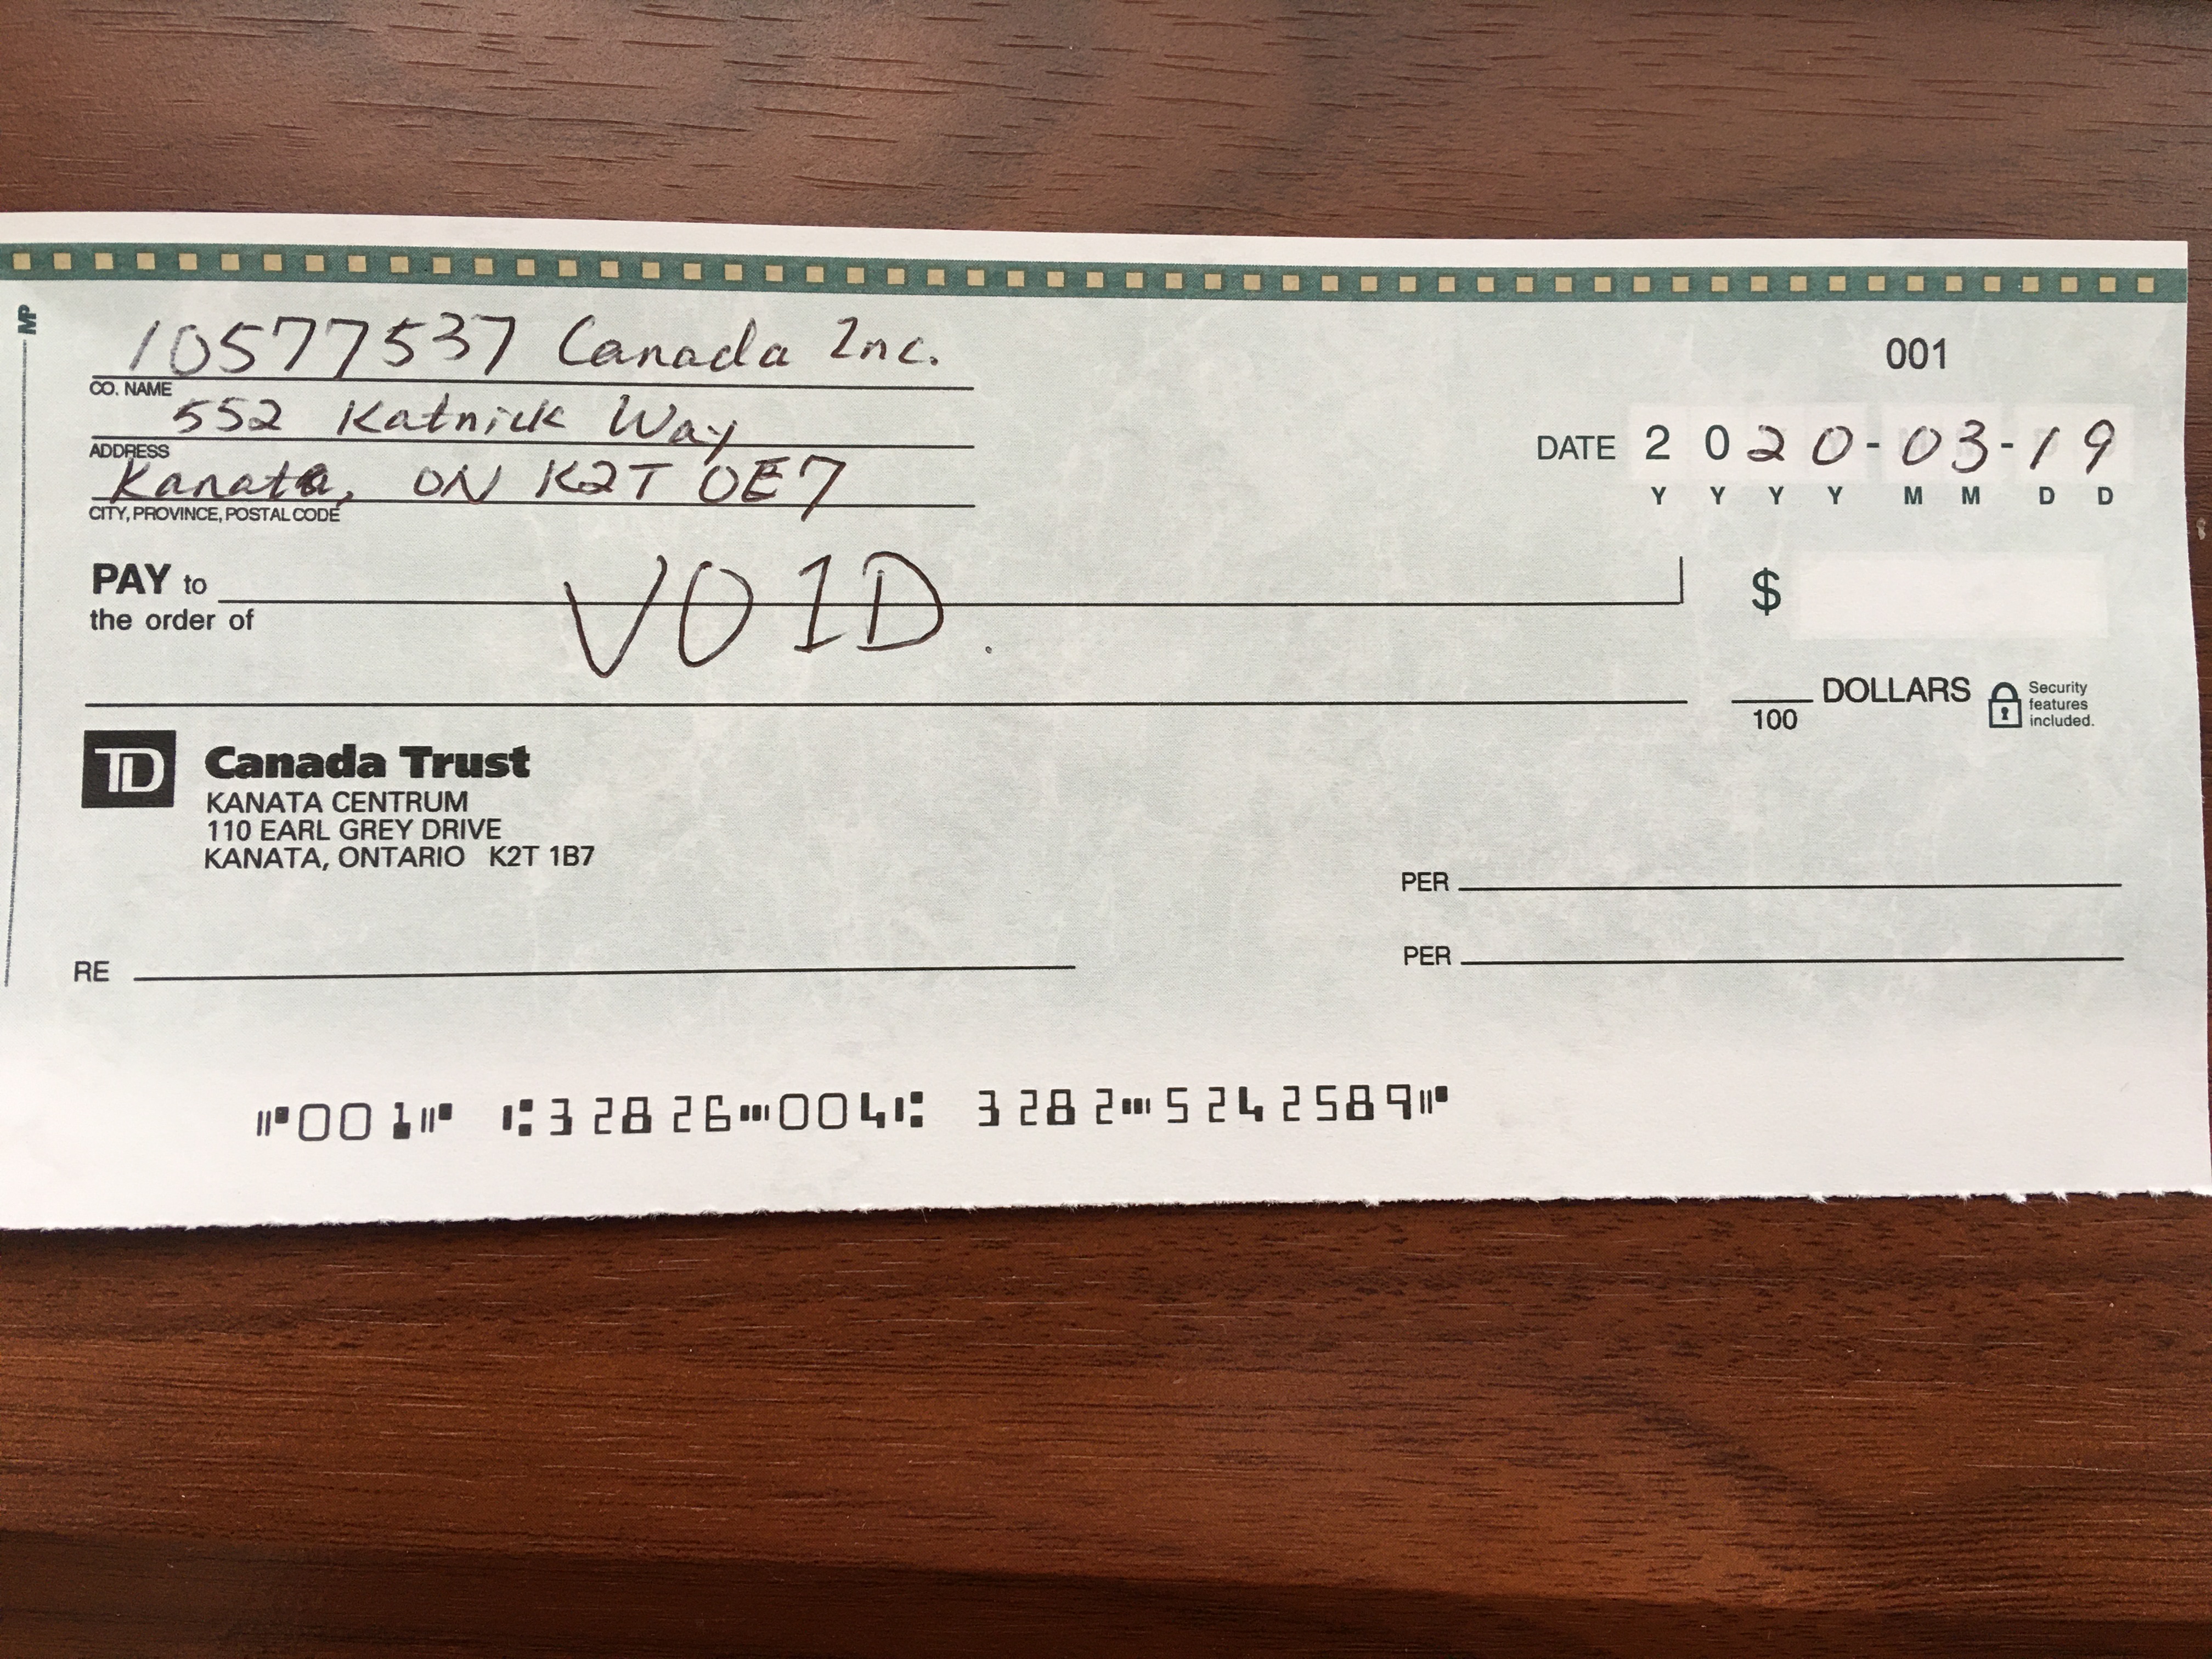 MP
001
10577537 Canada Inc.
CO. NAME
552 Katnick Way
ADDRESS
Kanata, ON K2T 0E7
CITY, PROVINCE, POSTAL CODE
DATE 2020-03-19
Y Y Y Y M M D D
PAY to
the order of
VOID
$
100 DOLLARS
Security
features
included.
TD Canada Trust
KANATA CENTRUM
110 EARL GREY DRIVE
KANATA, ONTARIO K2T 1B7
PER
RE
PER
⑈001⑈ ⑆32826⑉004⑆ 3282⑉5242589⑈